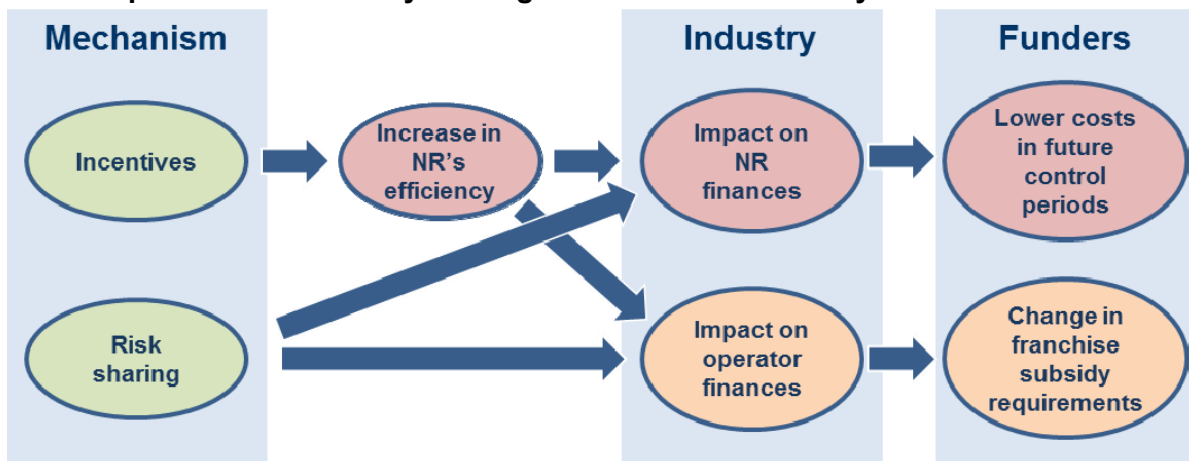 Mechanism
Industry
Funders
Incentives
Increase in
NR's
efficiency
Impact on
NR
finances
Lower costs
in future
control
periods
Risk
sharing
Impact on
operator
finances
Change in
franchise
subsidy
requirements